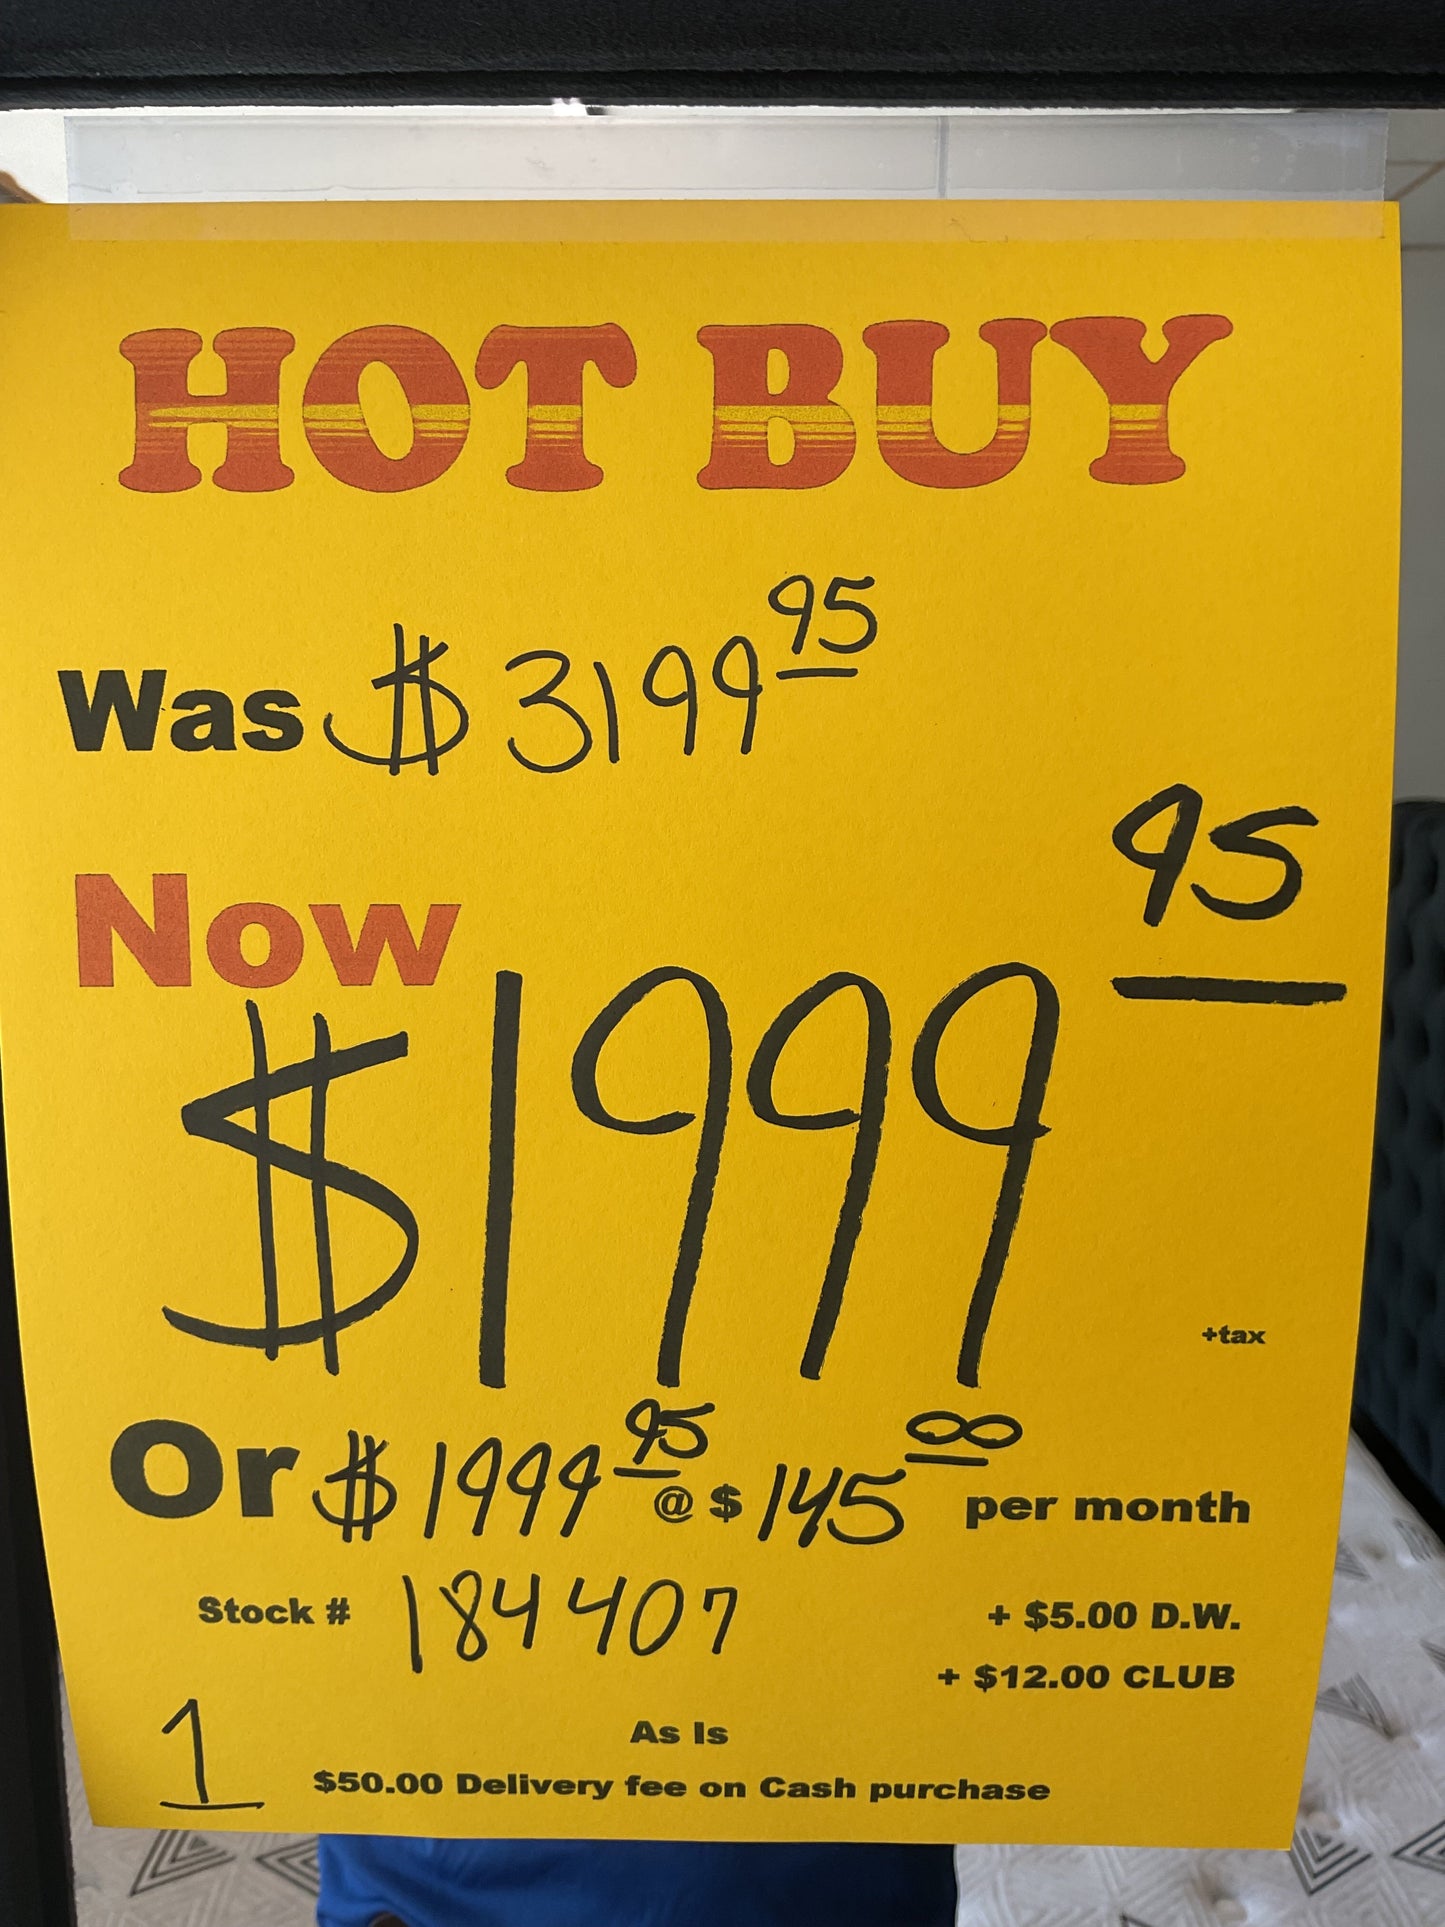 HOT BUY
Was $ 3199 95
Now
$1999 95
+tax
Or $ 1999 95 @ $ 145 00 per month
Stock # 184407
+ $5.00 D.W.
+ $12.00 CLUB
1
As Is
$50.00 Delivery fee on Cash purchase